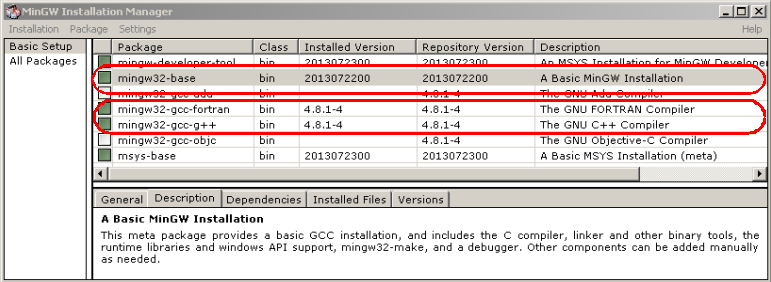 MinGW Installation Manager
Installation Package Settings Help
Basic Setup
All Packages
Package Class Installed Version Repository Version Description
mingw-developer-tool bin 2013072300 2013072300 An MSYS Installation for MinGW Develope
mingw32-base bin 2013072200 2013072200 A Basic MinGW Installation
mingw32-gcc-ada bin 4.8.1-4 The GNU Ada Compiler
mingw32-gcc-fortran bin 4.8.1-4 4.8.1-4 The GNU FORTRAN Compiler
mingw32-gcc-g++ bin 4.8.1-4 4.8.1-4 The GNU C++ Compiler
mingw32-gcc-objc bin 4.8.1-4 The GNU Objective-C Compiler
msys-base bin 2013072300 2013072300 A Basic MSYS Installation (meta)
General Description Dependencies Installed Files Versions
A Basic MinGW Installation
This meta package provides a basic GCC installation, and includes the C compiler, linker and other binary tools, the
runtime libraries and windows API support, mingw32-make, and a debugger. Other components can be added manually
as needed.